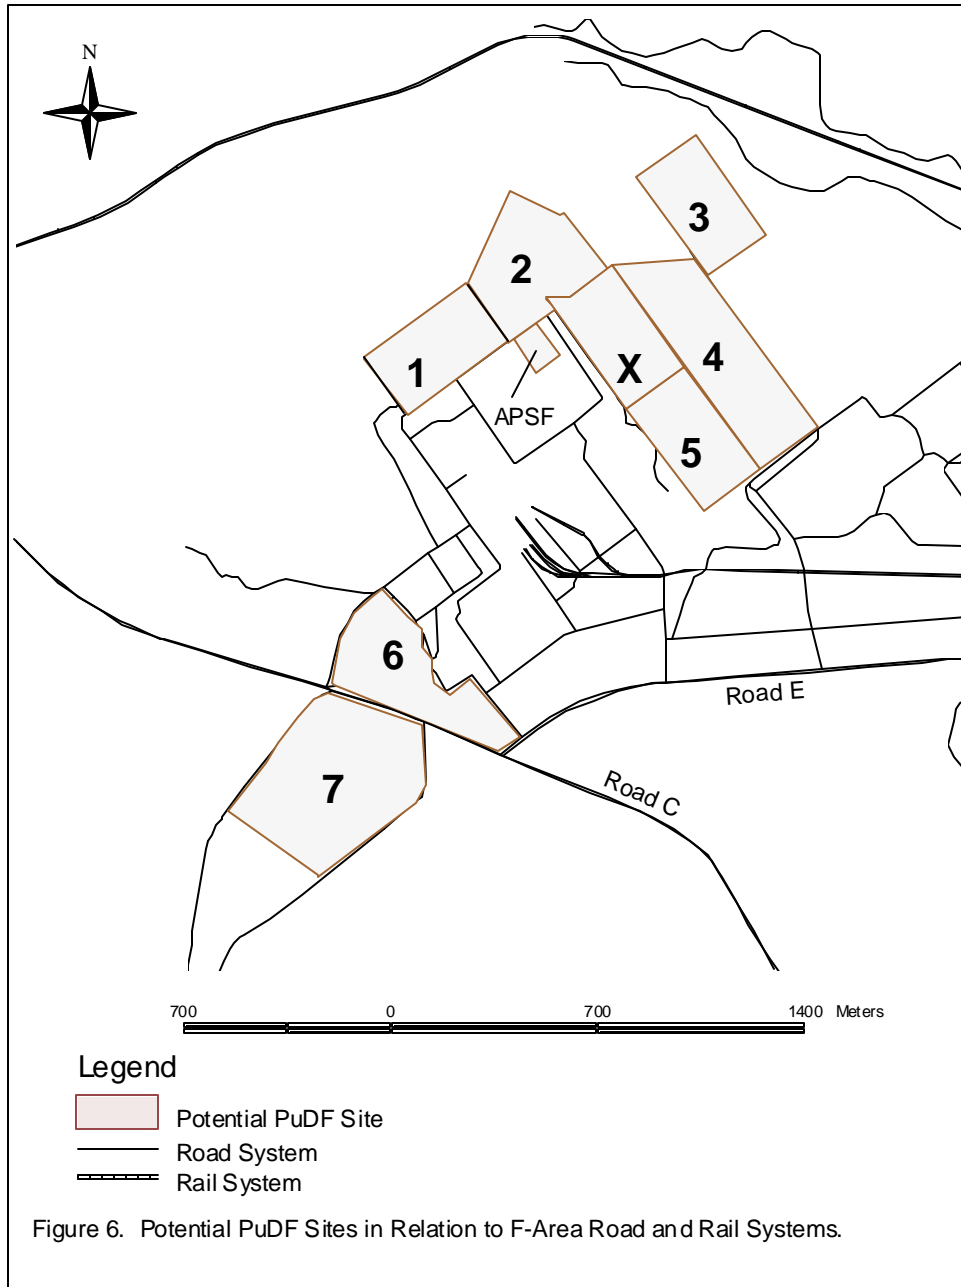 N
3
2
4
X
1
APSF
5
6
Road E
7
Road C
700 0 700 1400 Meters
Legend
Potential PuDF Site
Road System
Rail System
Figure 6. Potential PuDF Sites in Relation to F-Area Road and Rail Systems.